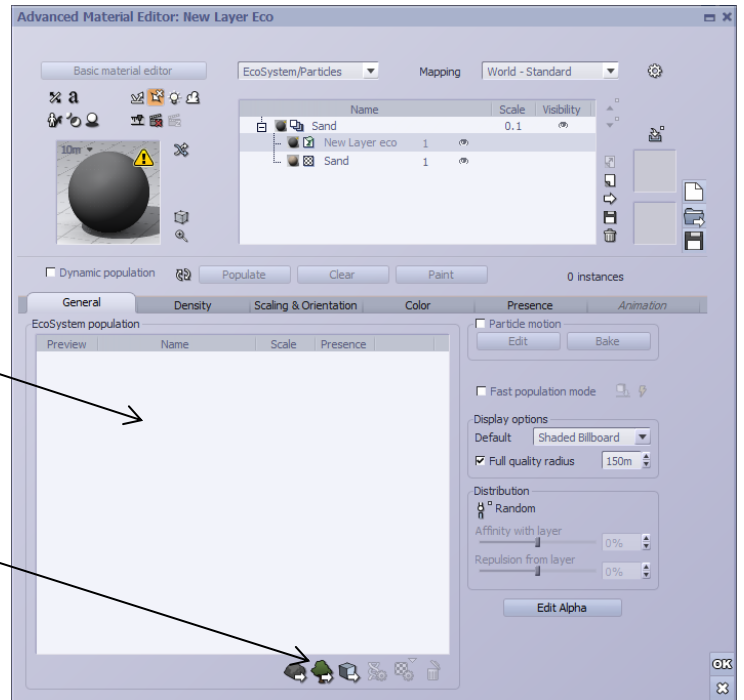 Advanced Material Editor: New Layer Eco
Basic material editor
EcoSystem/Particles
Mapping
World - Standard
Name Scale Visibility
Sand 0.1
New Layer eco 1
Sand 1
10m
Dynamic population
Populate
Clear
Paint
0 instances
General
Density
Scaling & Orientation
Color
Presence
Animation
EcoSystem population
Preview Name Scale Presence
Particle motion
Edit
Bake
Fast population mode
Display options
Default Shaded Billboard
Full quality radius 150m
Distribution
Random
Affinity with layer
0%
Repulsion from layer
0%
Edit Alpha
OK